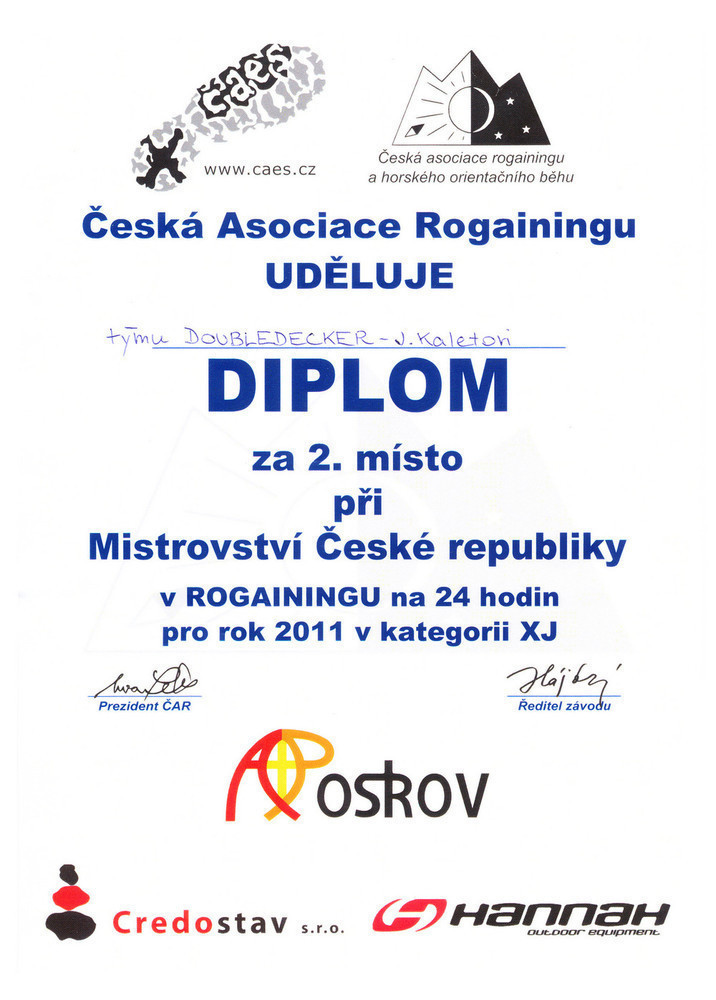 čaes
www.caes.cz
Česká asociace rogainingu
a horského orientačního běhu
Česká Asociace Rogainingu
UDĚLUJE
týmu DOUBLEDECKER - J. Kaletovi
DIPLOM
za 2. místo
při
Mistrovství České republiky
v ROGAININGU na 24 hodin
pro rok 2011 v kategorii XJ
Prezident ČAR
Ředitel závodu
AP OSTROV
Credostav s.r.o.
HANNAH
OUTDOOR EQUIPMENT